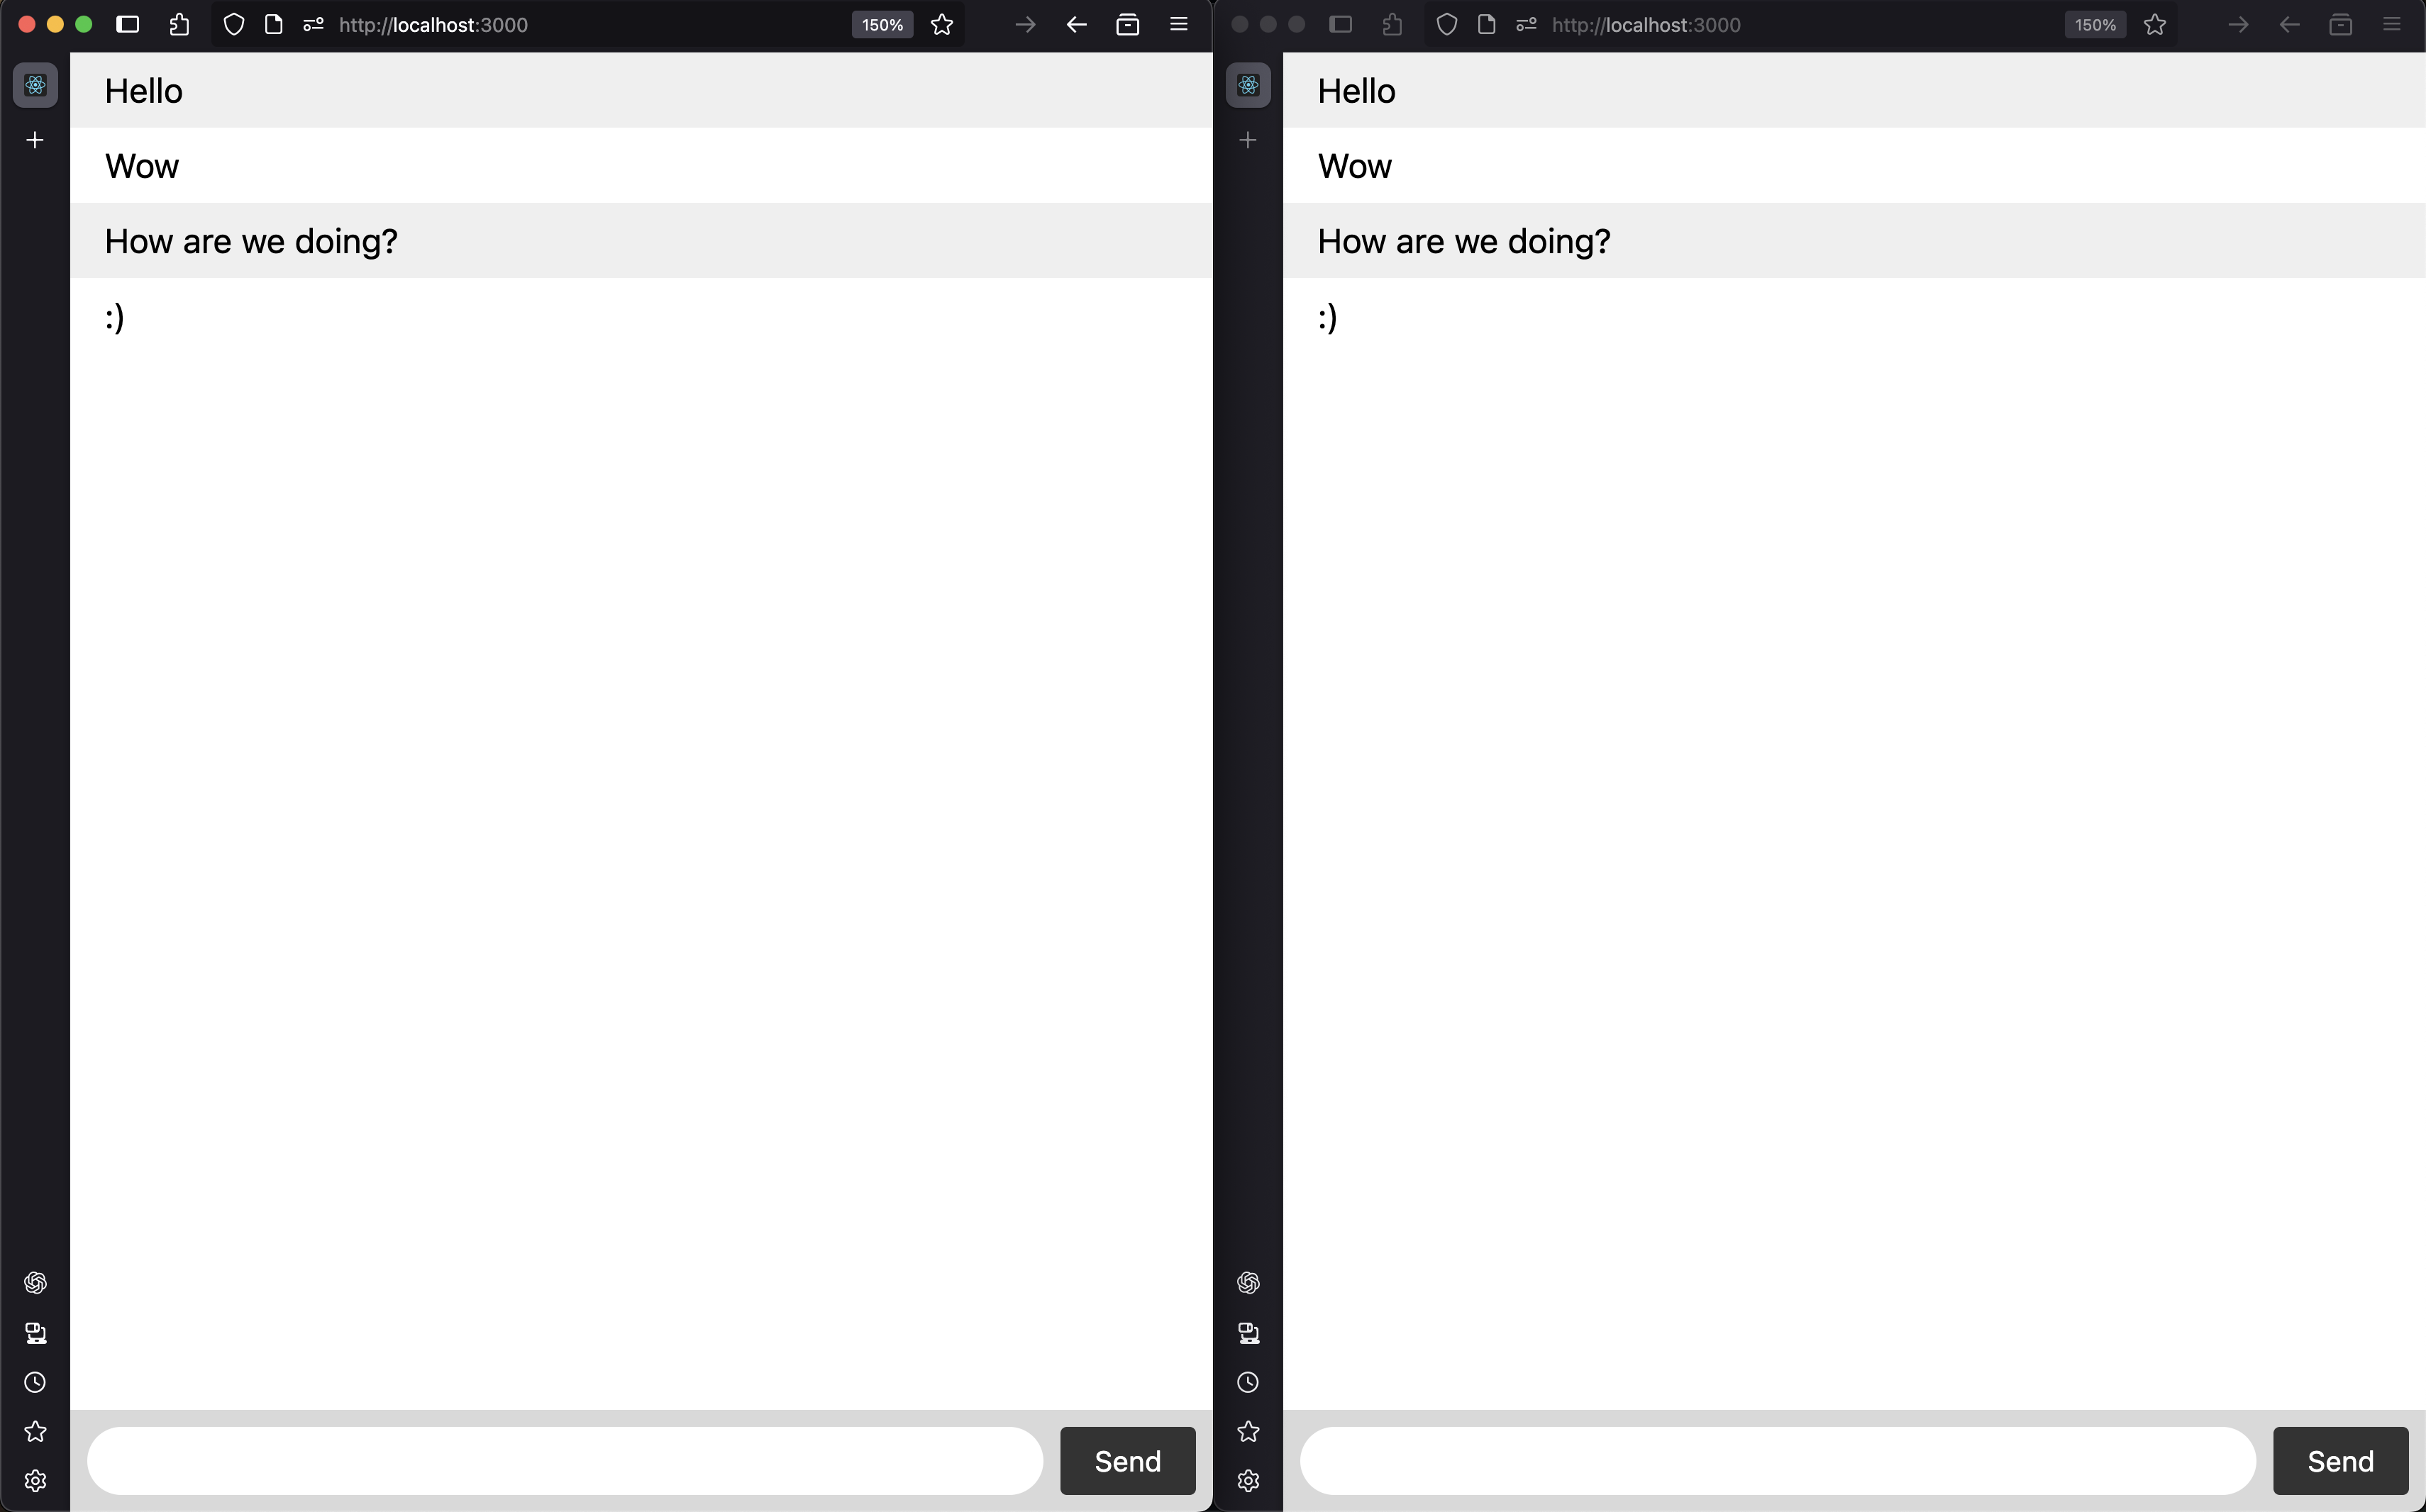 http://localhost:3000
150%
Hello
Wow
How are we doing?
:)
Send
http://localhost:3000
150%
Hello
Wow
How are we doing?
:)
Send